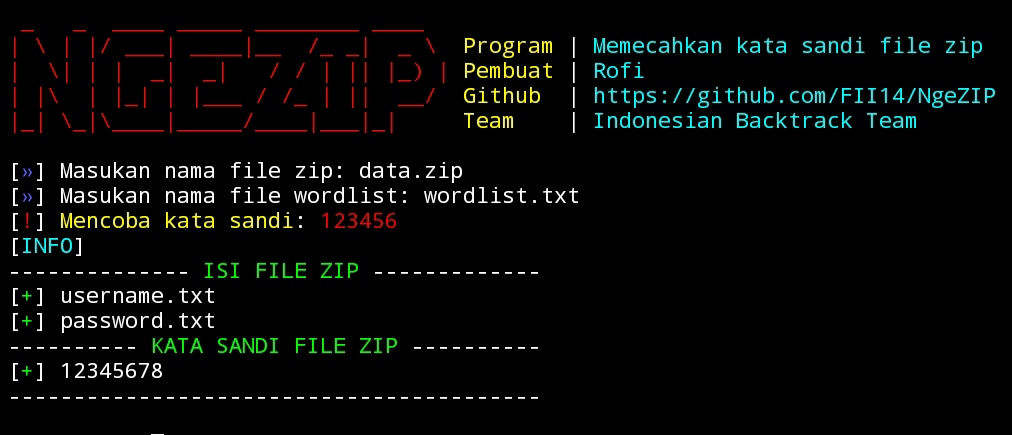 NGEZIP
Program | Memecahkan kata sandi file zip
Pembuat | Rofi
Github | https://github.com/FII14/NgeZIP
Team | Indonesian Backtrack Team
[»] Masukan nama file zip: data.zip
[»] Masukan nama file wordlist: wordlist.txt
[!] Mencoba kata sandi: 123456
[INFO]
-------------- ISI FILE ZIP -------------
[+] username.txt
[+] password.txt
---------- KATA SANDI FILE ZIP ----------
[+] 12345678
-----------------------------------------